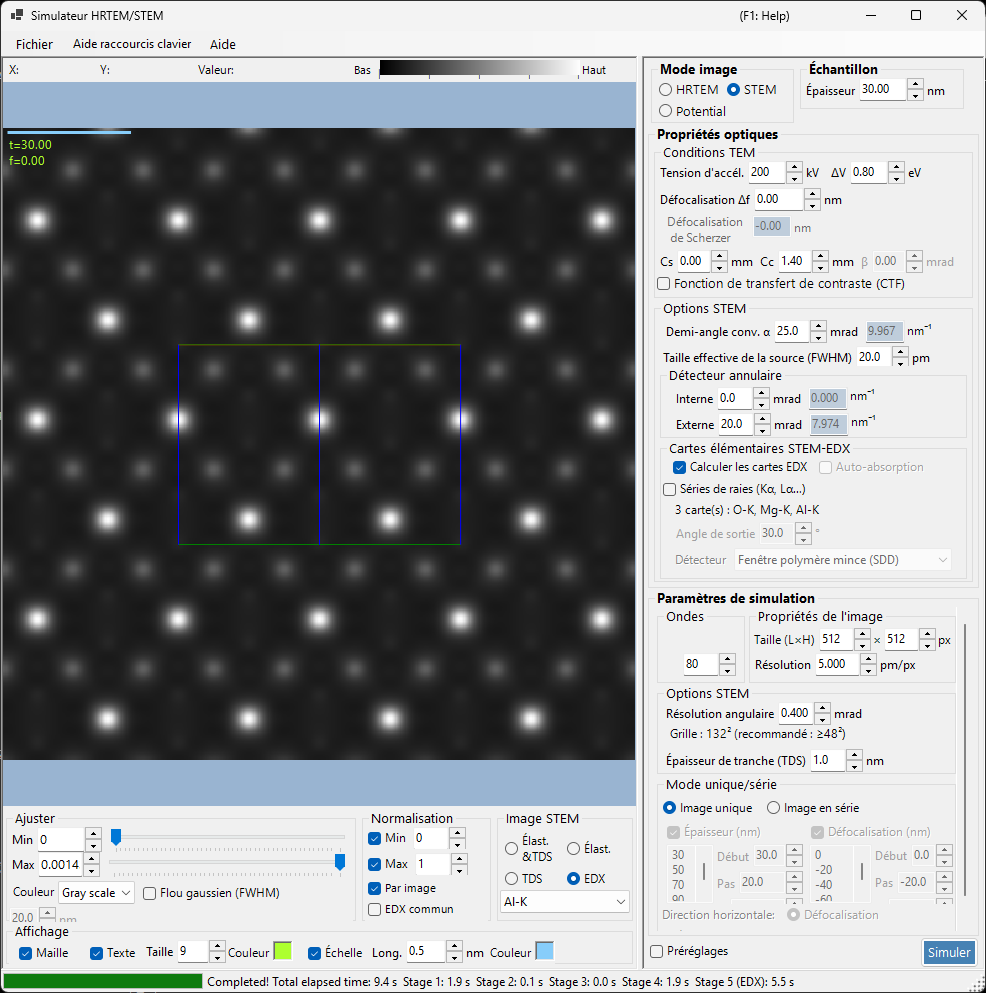 Simulateur HRTEM/STEM (F1: Help)
Fichier Aide raccourcis clavier Aide
X: Y: Valeur: Bas Haut
t=30.00
f=0.00
Mode image
HRTEM STEM
Potential
Échantillon
Épaisseur 30.00 nm
Propriétés optiques
Conditions TEM
Tension d'accél. 200 kV ΔV 0.80 eV
Défocalisation Δf 0.00 nm
Défocalisation de Scherzer -0.00 nm
Cs 0.00 mm Cc 1.40 mm β 0.00 mrad
Fonction de transfert de contraste (CTF)
Options STEM
Demi-angle conv. α 25.0 mrad 9.967 nm⁻¹
Taille effective de la source (FWHM) 20.0 pm
Détecteur annulaire
Interne 0.0 mrad 0.000 nm⁻¹
Externe 20.0 mrad 7.974 nm⁻¹
Cartes élémentaires STEM-EDX
Calculer les cartes EDX Auto-absorption
Séries de raies (Kα, Lα...)
3 carte(s) : O-K, Mg-K, Al-K
Angle de sortie 30.0 °
Détecteur Fenêtre polymère mince (SDD)
Paramètres de simulation
Ondes
80
Propriétés de l'image
Taille (L×H) 512 × 512 px
Résolution 5.000 pm/px
Options STEM
Résolution angulaire 0.400 mrad
Grille : 132² (recommandé : ≥48²)
Épaisseur de tranche (TDS) 1.0 nm
Mode unique/série
Image unique Image en série
Épaisseur (nm) Défocalisation (nm)
30 Début 30.0 0 Début 0.0
50 -20
70 Pas 20.0 -40 Pas -20.0
90 -60
Direction horizontale: Défocalisation
Préréglages Simuler
Ajuster
Min 0
Max 0.0014
Couleur Gray scale Flou gaussien (FWHM)
20.0 nm
Normalisation
Min 0
Max 1
Par image
EDX commun
Image STEM
Élast. &TDS Élast.
TDS EDX
Al-K
Affichage
Maille Texte Taille 9 Couleur Échelle Long. 0.5 nm Couleur
Completed! Total elapsed time: 9.4 s Stage 1: 1.9 s Stage 2: 0.1 s Stage 3: 0.0 s Stage 4: 1.9 s Stage 5 (EDX): 5.5 s